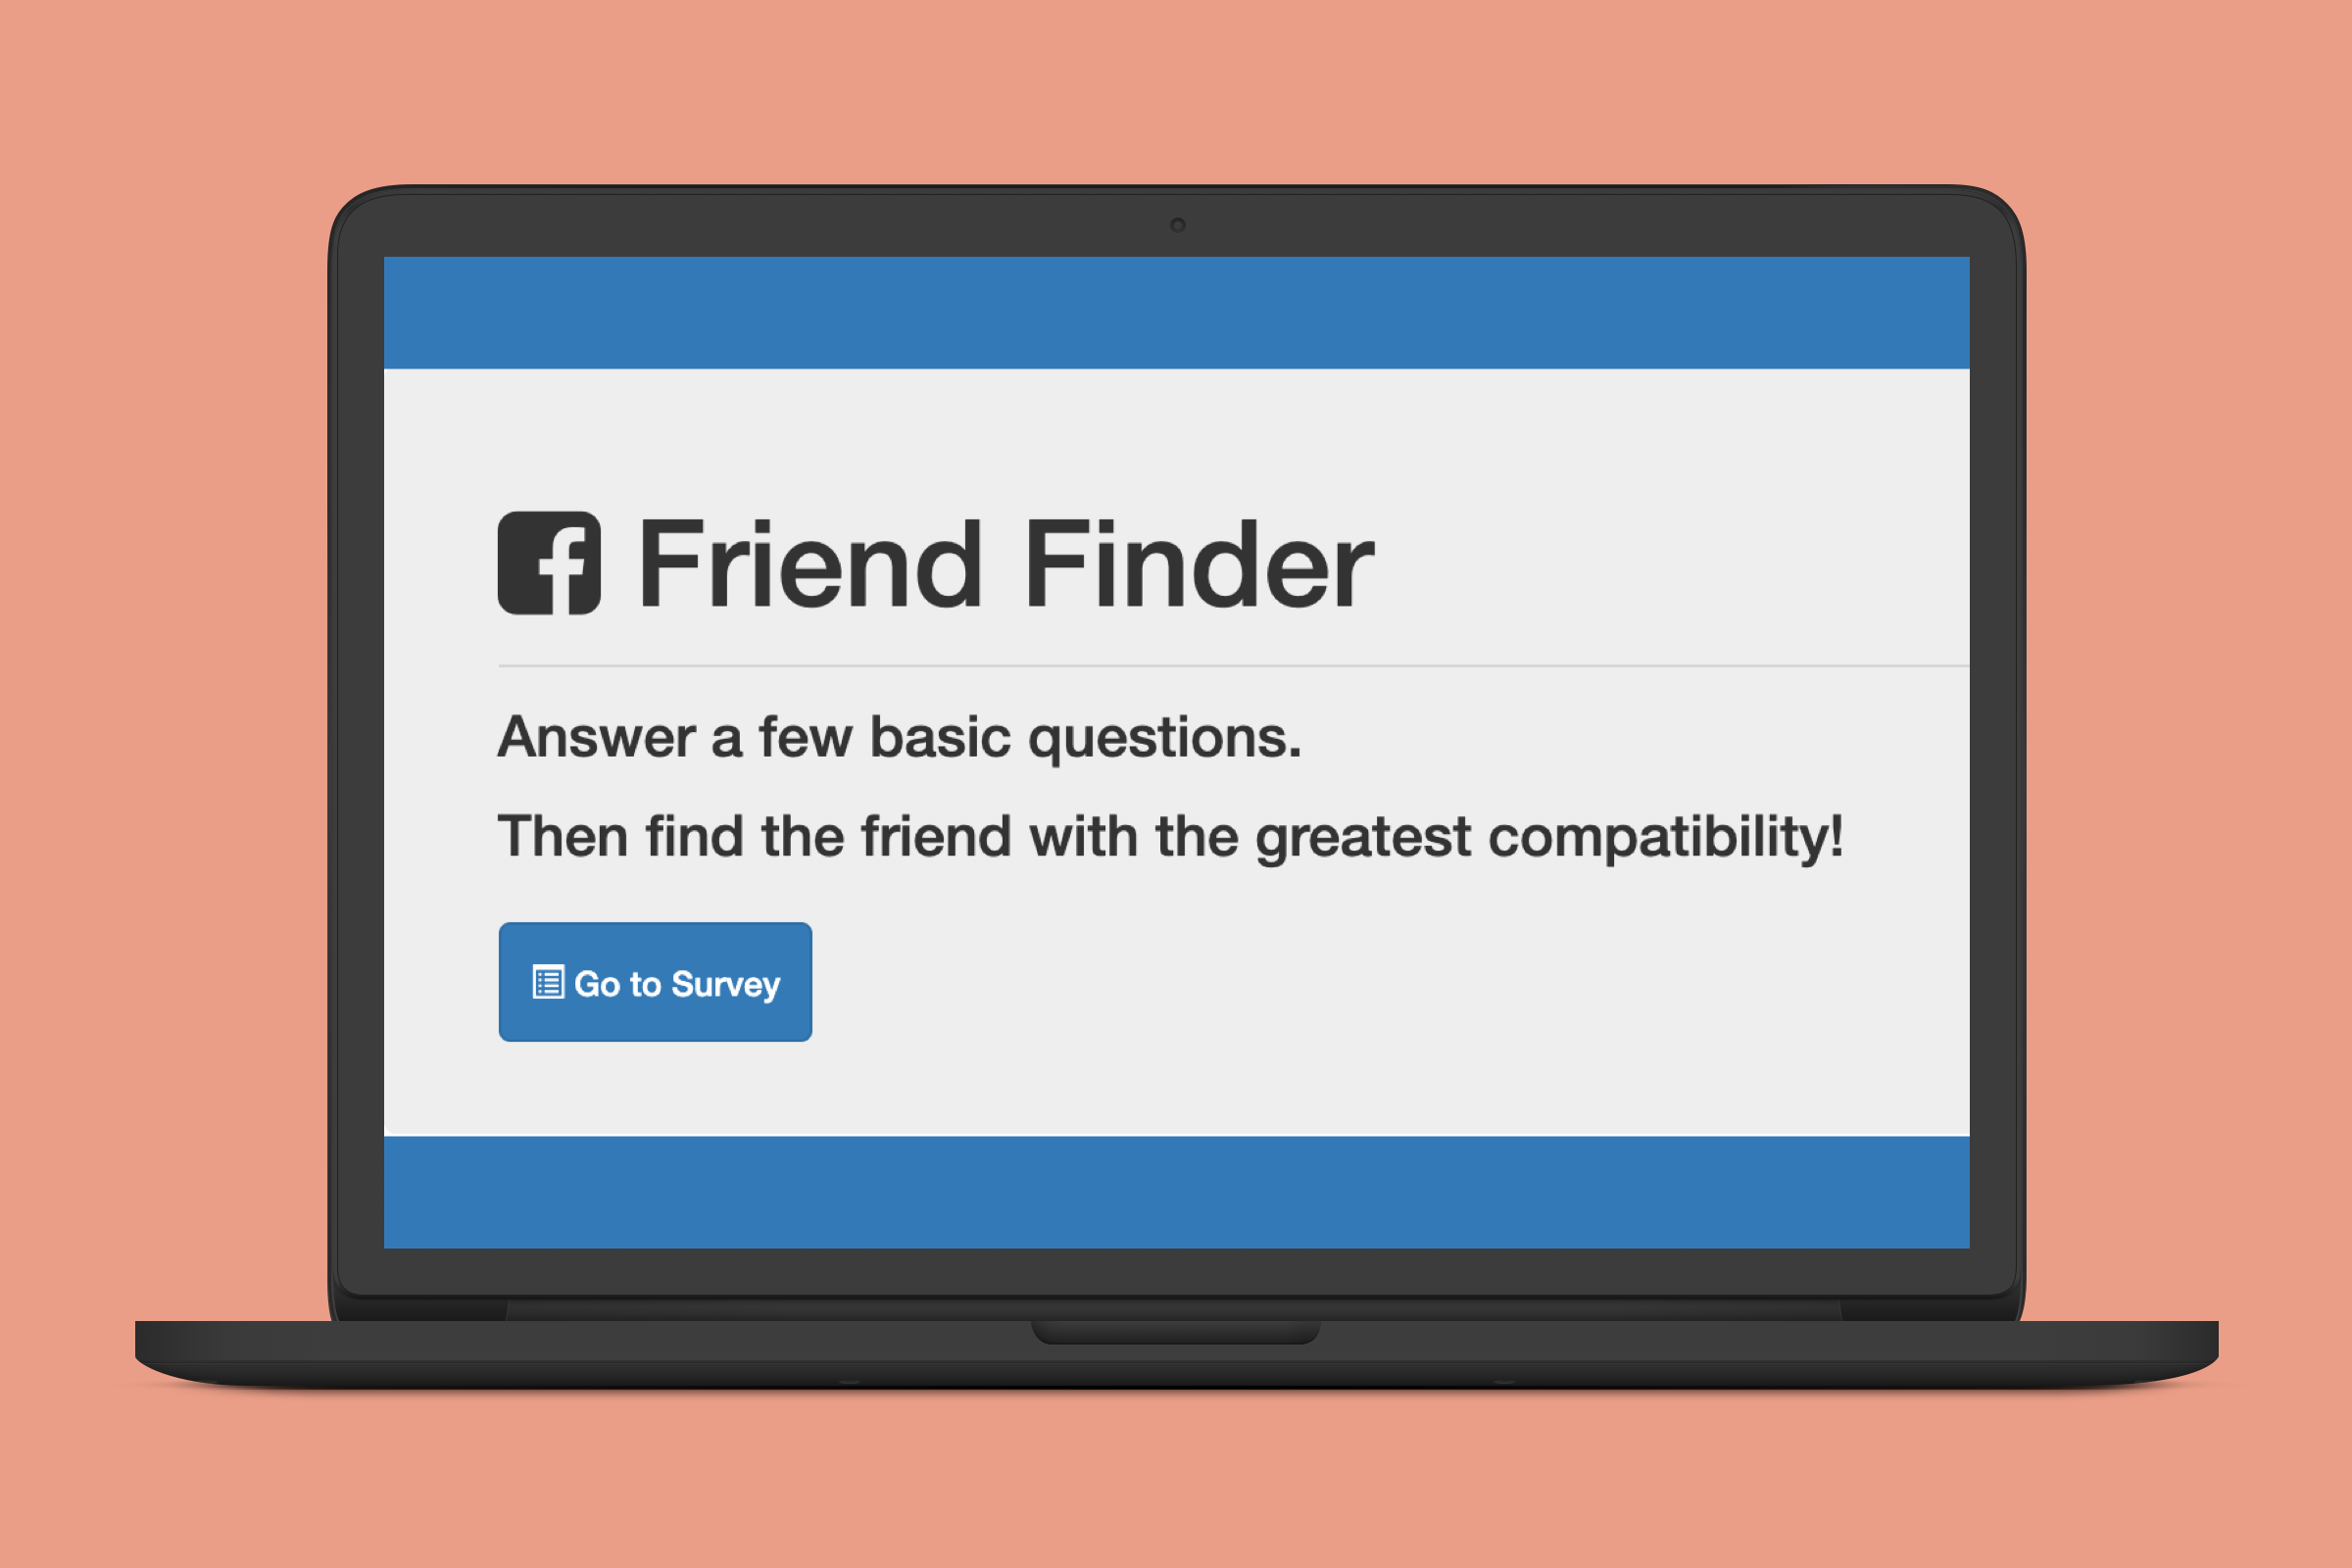 Friend Finder
Answer a few basic questions.
Then find the friend with the greatest compatibility!
Go to Survey